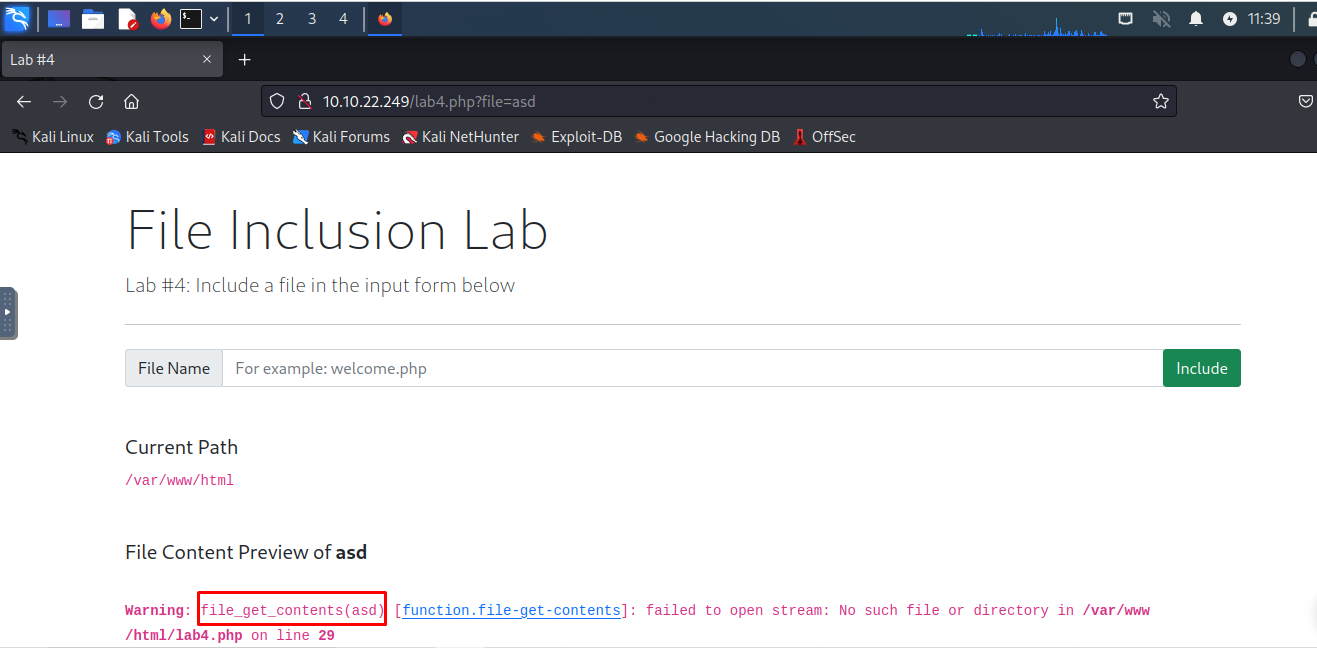 1 2 3 4 11:39
Lab #4
10.10.22.249/lab4.php?file=asd
Kali Linux Kali Tools Kali Docs Kali Forums Kali NetHunter Exploit-DB Google Hacking DB OffSec
File Inclusion Lab
Lab #4: Include a file in the input form below
File Name For example: welcome.php Include
Current Path
/var/www/html
File Content Preview of asd
Warning: file_get_contents(asd) [function.file-get-contents]: failed to open stream: No such file or directory in /var/www
/html/lab4.php on line 29